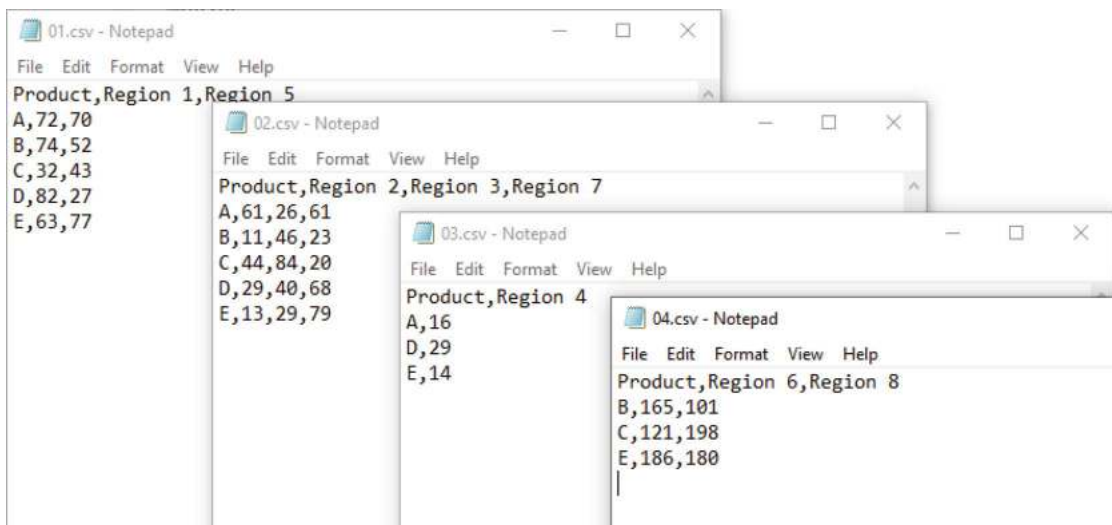 01.csv - Notepad
File Edit Format View Help
Product,Region 1,Region 5
A,72,70
B,74,52
C,32,43
D,82,27
E,63,77
02.csv - Notepad
File Edit Format View Help
Product,Region 2,Region 3,Region 7
A,61,26,61
B,11,46,23
C,44,84,20
D,29,40,68
E,13,29,79
03.csv - Notepad
File Edit Format View Help
Product,Region 4
A,16
D,29
E,14
04.csv - Notepad
File Edit Format View Help
Product,Region 6,Region 8
B,165,101
C,121,198
E,186,180